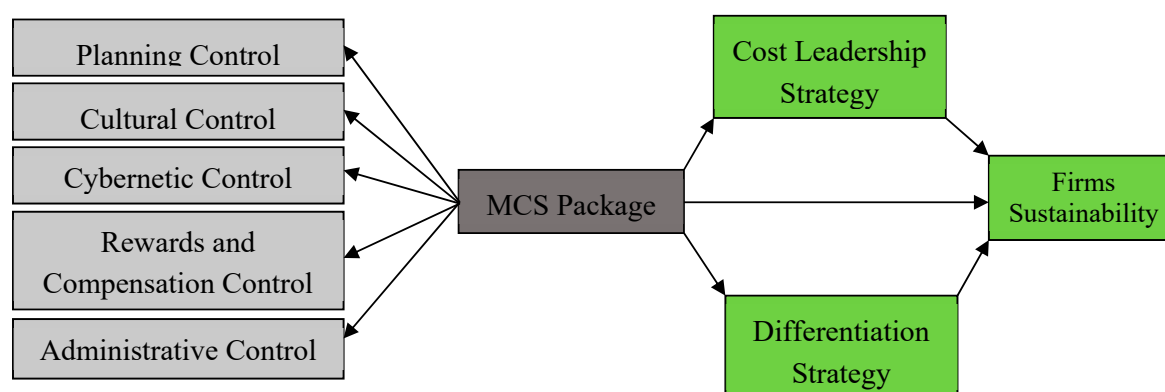 Planning Control
Cultural Control
Cybernetic Control
Rewards and
Compensation Control
Administrative Control
MCS Package
Cost Leadership
Strategy
Differentiation
Strategy
Firms
Sustainability